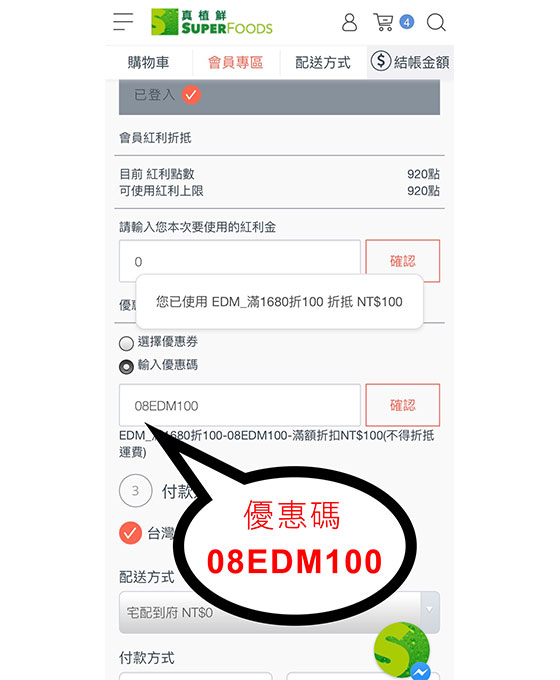 真植鮮
SUPERFOODS
4
購物車
會員專區
配送方式
結帳金額
已登入
會員紅利折抵
目前 紅利點數
920點
可使用紅利上限
920點
請輸入您本次要使用的紅利金
0
確認
您已使用 EDM_滿1680折100 折抵 NT$100
選擇優惠券
輸入優惠碼
08EDM100
確認
EDM_滿1680折100-08EDM100-滿額折扣NT$100(不得折抵
運費)
3
付款
台灣
優惠碼
08EDM100
配送方式
宅配到府 NT$0
付款方式